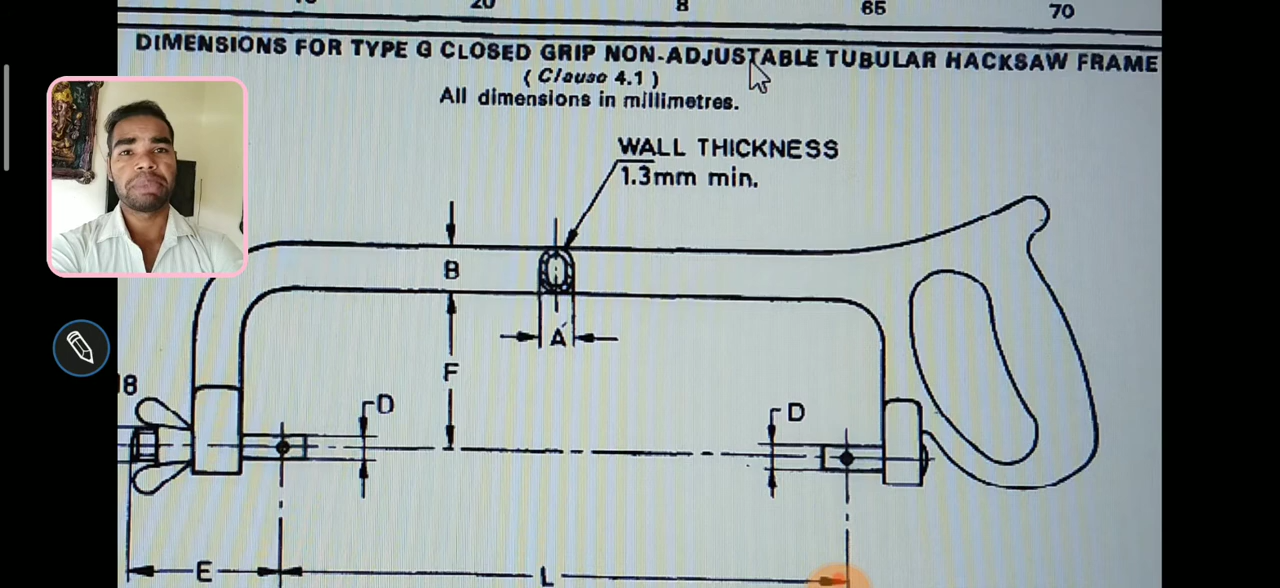 20 8 65 70
DIMENSIONS FOR TYPE G CLOSED GRIP NON-ADJUSTABLE TUBULAR HACKSAW FRAME
( Clause 4.1 )
All dimensions in millimetres.
WALL THICKNESS
1.3mm min.
B
A
F
18
D
D
E
L